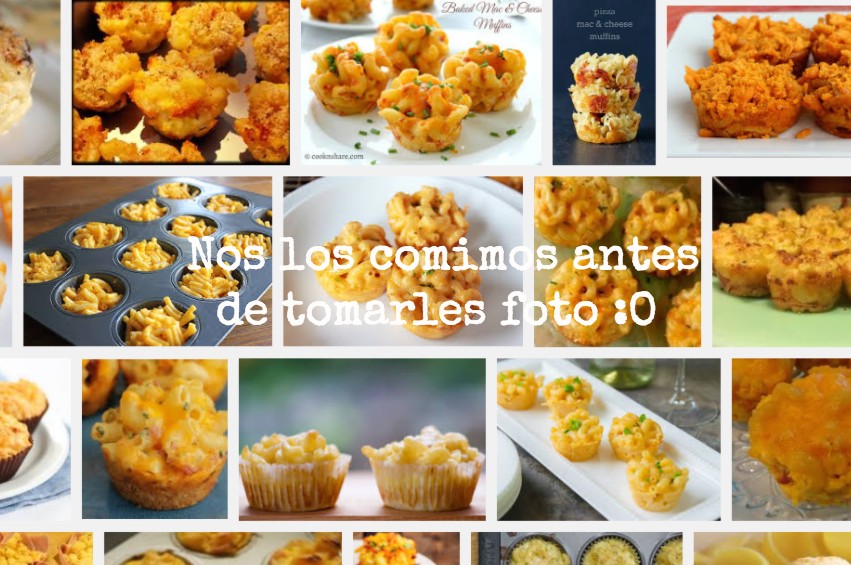 Baked Mac & Cheese
Muffins
pizza
mac & cheese
muffins
© cooknshare.com
Nos los comimos antes
de tomarles foto :O